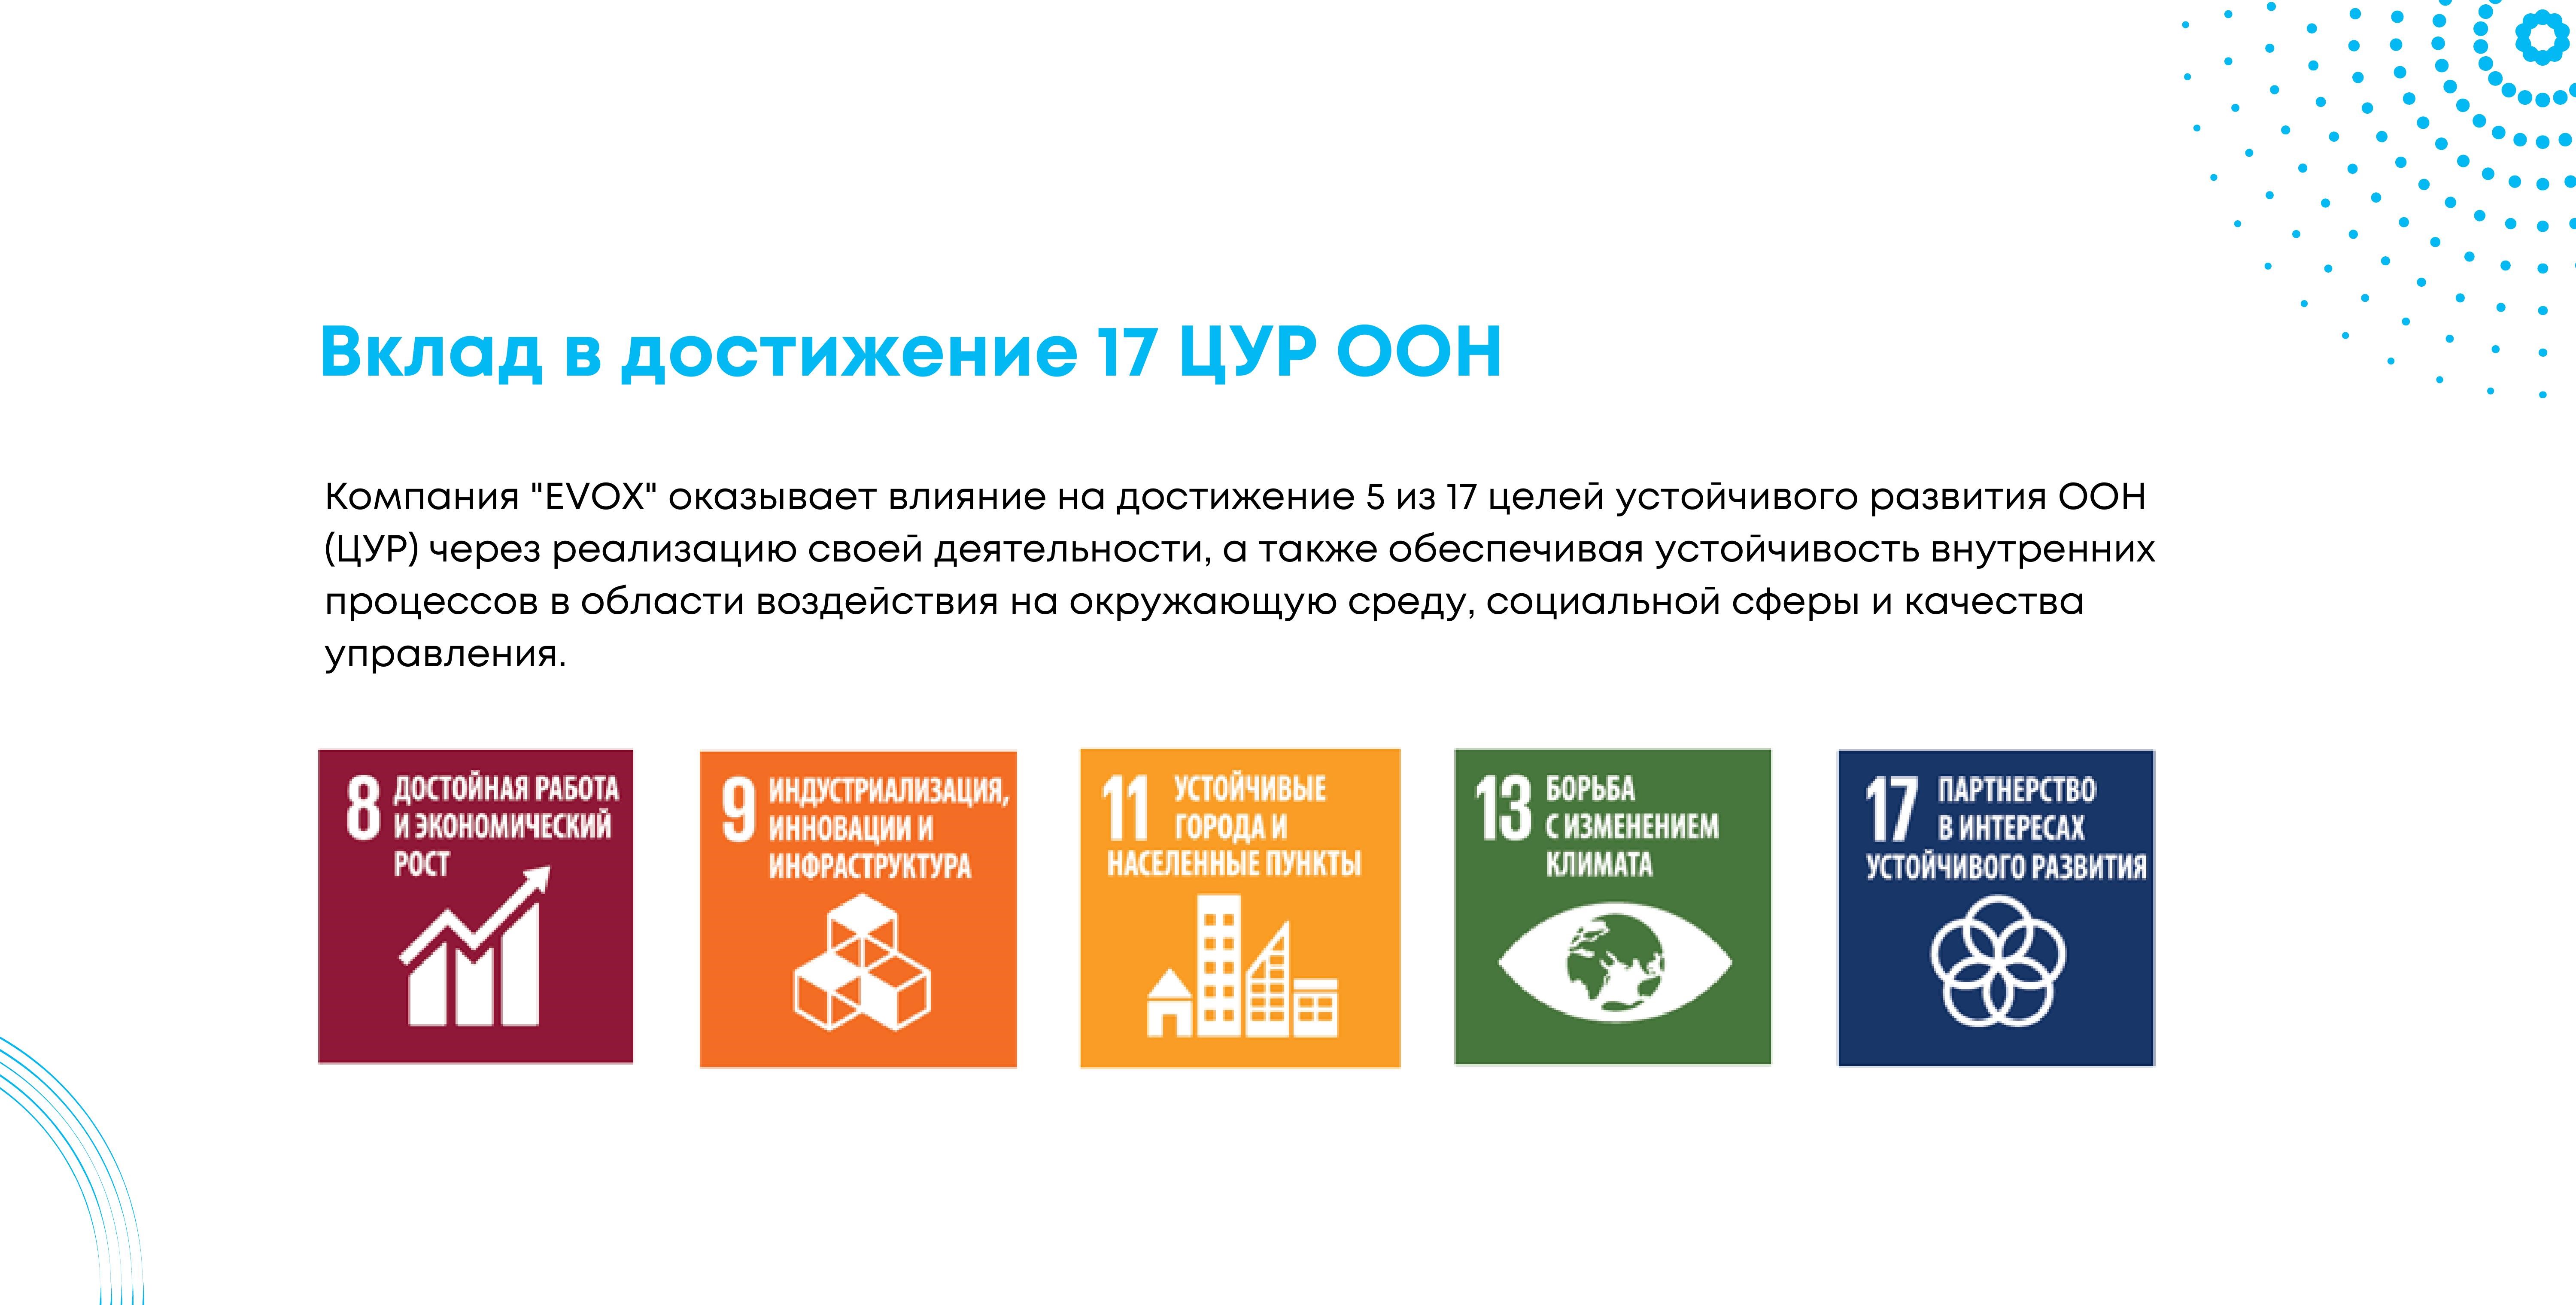 Вклад в достижение 17 ЦУР ООН
Компания "EVOX" оказывает влияние на достижение 5 из 17 целей устойчивого развития ООН
(ЦУР) через реализацию своей деятельности, а также обеспечивая устойчивость внутренних
процессов в области воздействия на окружающую среду, социальной сферы и качества
управления.
8 ДОСТОЙНАЯ РАБОТА
И ЭКОНОМИЧЕСКИЙ
РОСТ
9 ИНДУСТРИАЛИЗАЦИЯ,
ИННОВАЦИИ И
ИНФРАСТРУКТУРА
11 УСТОЙЧИВЫЕ
ГОРОДА И
НАСЕЛЕННЫЕ ПУНКТЫ
13 БОРЬБА
С ИЗМЕНЕНИЕМ
КЛИМАТА
17 ПАРТНЕРСТВО
В ИНТЕРЕСАХ
УСТОЙЧИВОГО РАЗВИТИЯ